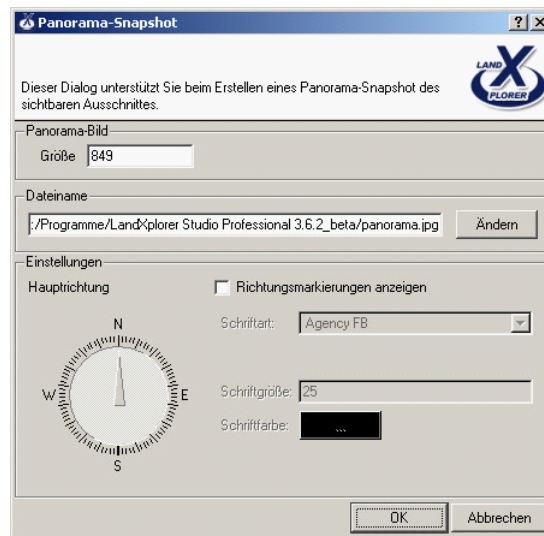 Panorama-Snapshot
LAND X PLORER
Dieser Dialog unterstützt Sie beim Erstellen eines Panorama-Snapshot des
sichtbaren Ausschnittes.
Panorama-Bild
Größe 849
Dateiname
:/Programme/LandXplorer Studio Professional 3.6.2_beta/panorama.jpg Ändern
Einstellungen
Hauptrichtung
Richtungsmarkierungen anzeigen
Schriftart: Agency FB
N
W E
S
Schriftgröße: 25
Schriftfarbe: ...
OK Abbrechen